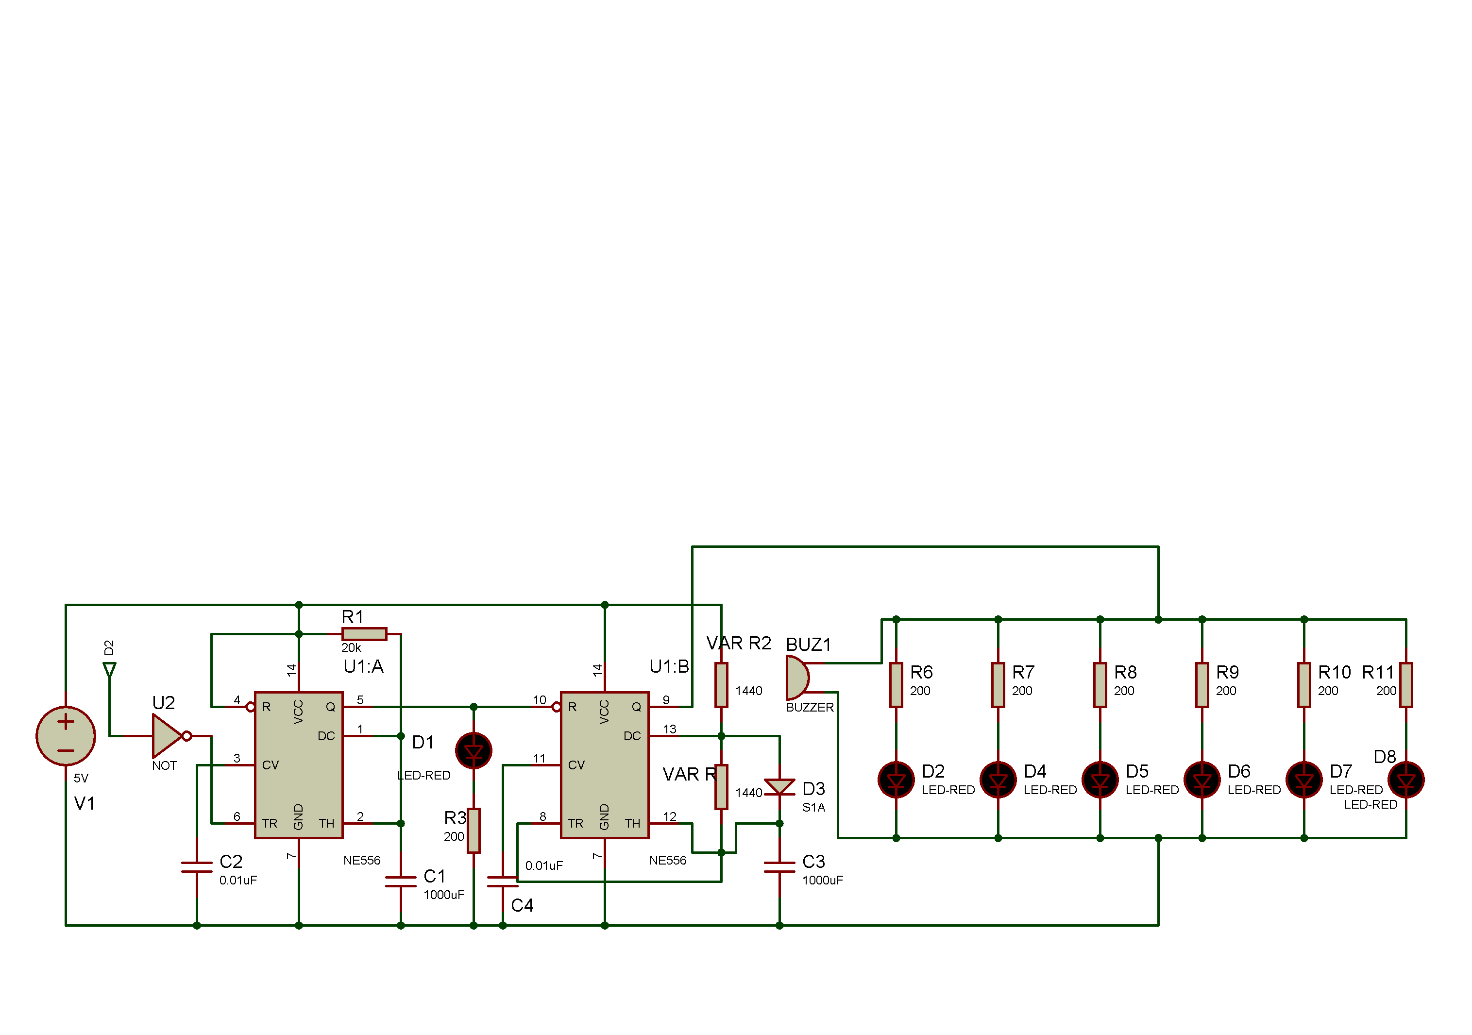 D2
U2
NOT
5V
V1
R1
20k
U1:A
14
4
R
VCC
Q
5
DC
1
3
CV
6
TR
GND
TH
2
7
NE556
C2
0.01uF
C1
1000uF
D1
LED-RED
R3
200
U1:B
14
10
R
VCC
Q
9
DC
13
11
CV
8
TR
GND
TH
12
7
NE556
0.01uF
C4
VAR R2
1440
VAR R
1440
D3
S1A
C3
1000uF
BUZ1
BUZZER
R6
200
R7
200
R8
200
R9
200
R10
200
R11
200
D2
LED-RED
D4
LED-RED
D5
LED-RED
D6
LED-RED
D7
LED-RED
D8
LED-RED